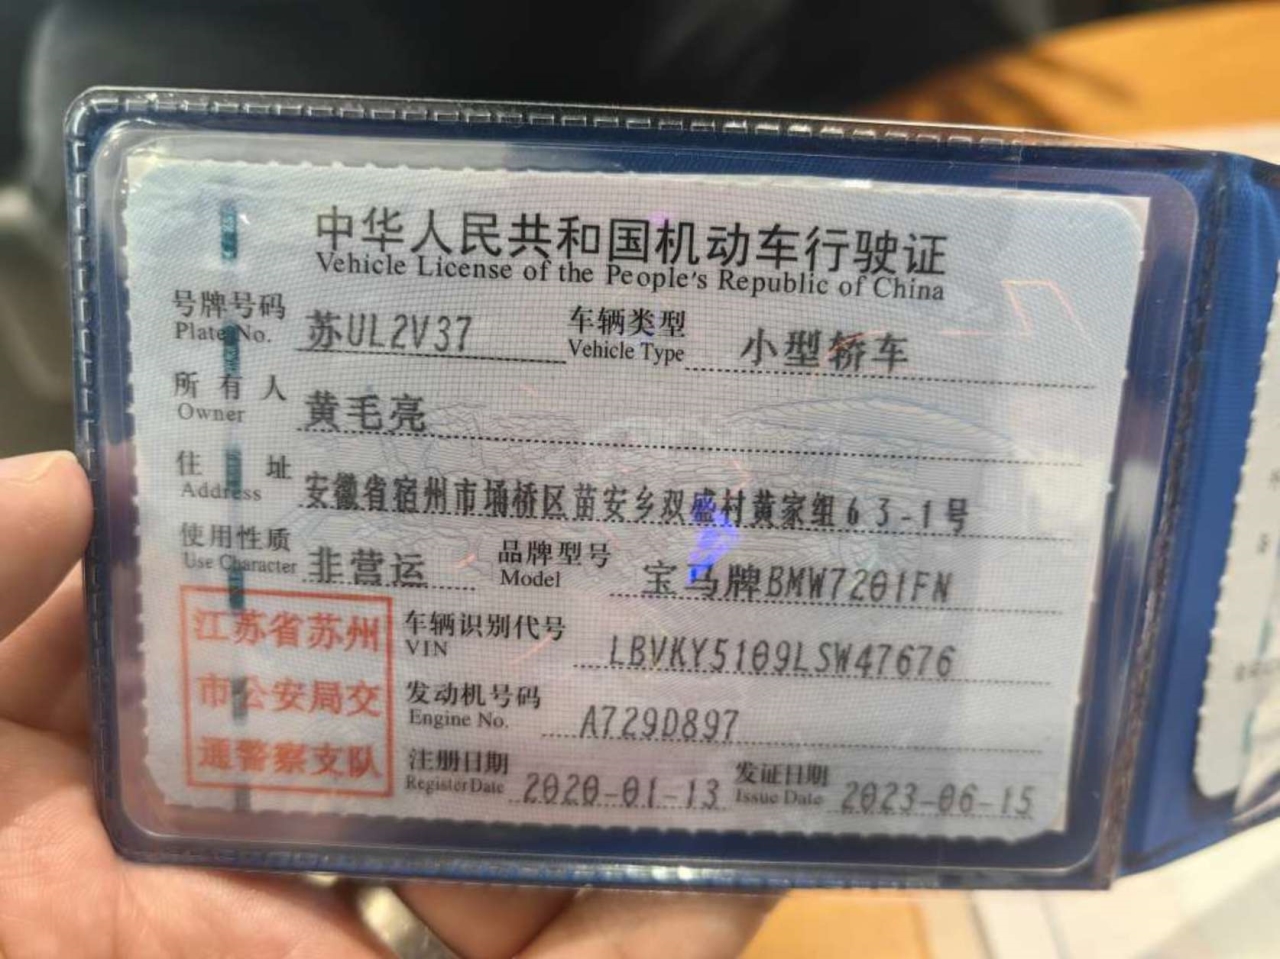 中华人民共和国机动车行驶证
Vehicle License of the People's Republic of China
号牌号码 苏UL2V37 车辆类型 小型轿车
Plate No. Vehicle Type
所有人 黄毛亮
Owner
住址 安徽省宿州市埇桥区苗安乡双盛村黄家组63-1号
Address
使用性质 非营运 品牌型号 宝马牌BMW7201FN
Use Character Model
江苏省苏州
市公安局交
通警察支队
车辆识别代号 LBVKY5109LSW47676
VIN
发动机号码 A729D897
Engine No.
注册日期 2020-01-13 发证日期 2023-06-15
Register Date Issue Date